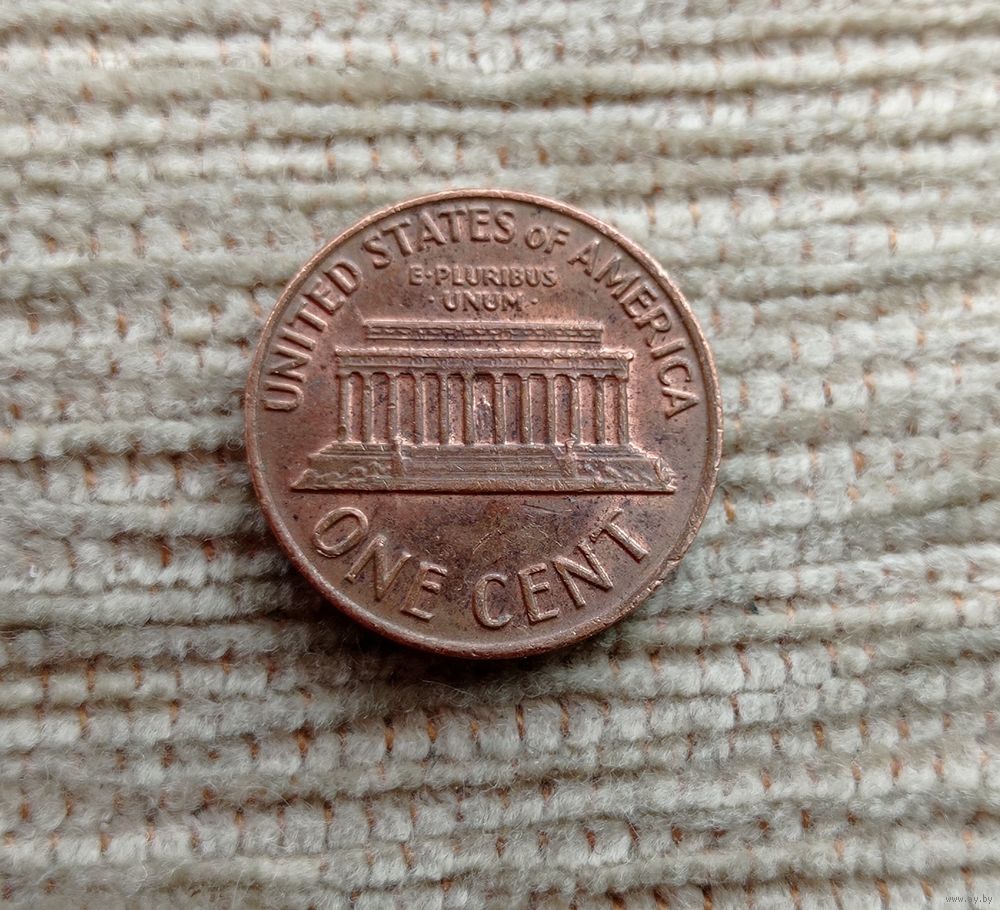 UNITED STATES OF AMERICA
E·PLURIBUS
·UNUM·
ONE CENT
www.ay.by